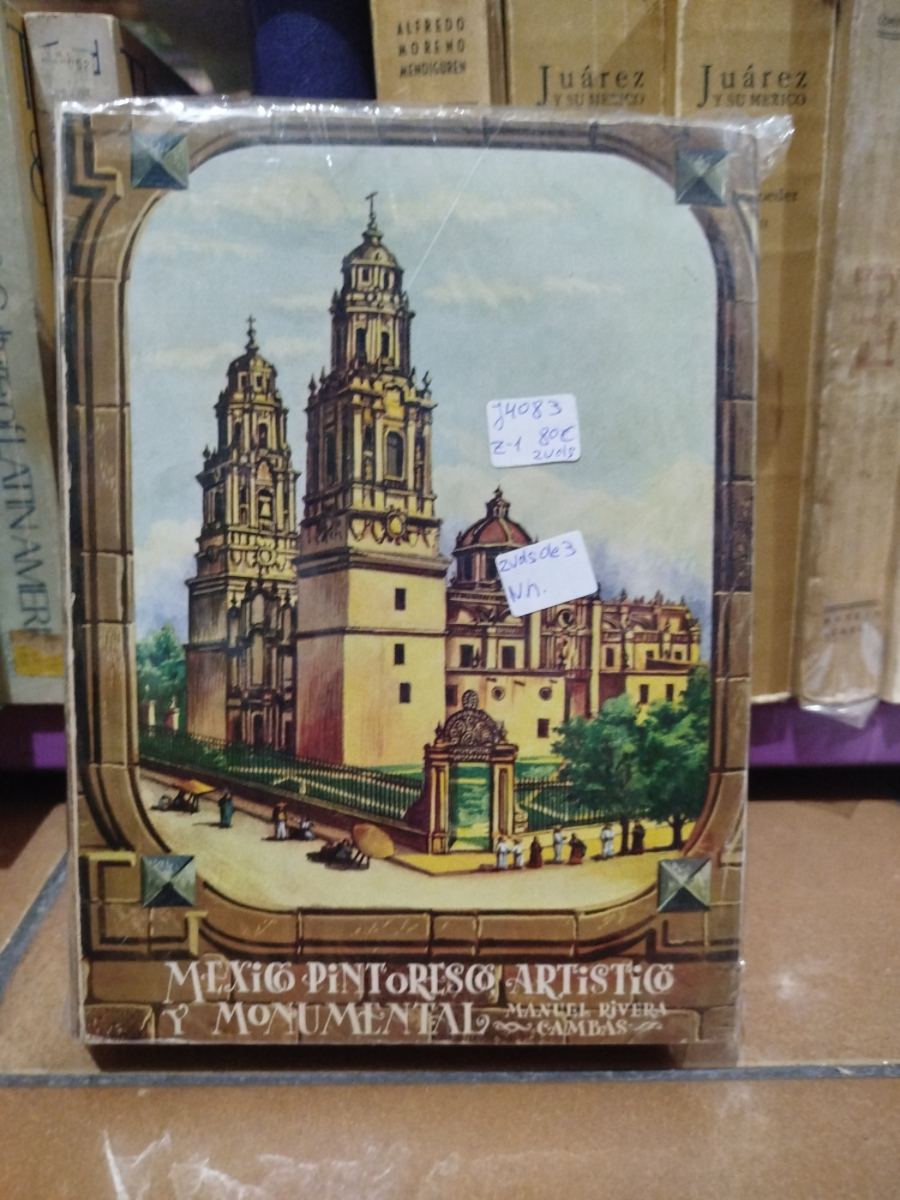 ALFREDO
MORENO
MENDIGUREN
Juárez
Y SU MEXICO
Juárez
Y SU MEXICO
LATINAMER
J4083
Z-1 80€
2vols
2vols de 3
N.n.
MEXICO PINTORESCO, ARTISTICO
Y MONUMENTAL
MANUEL RIVERA
CAMBAS